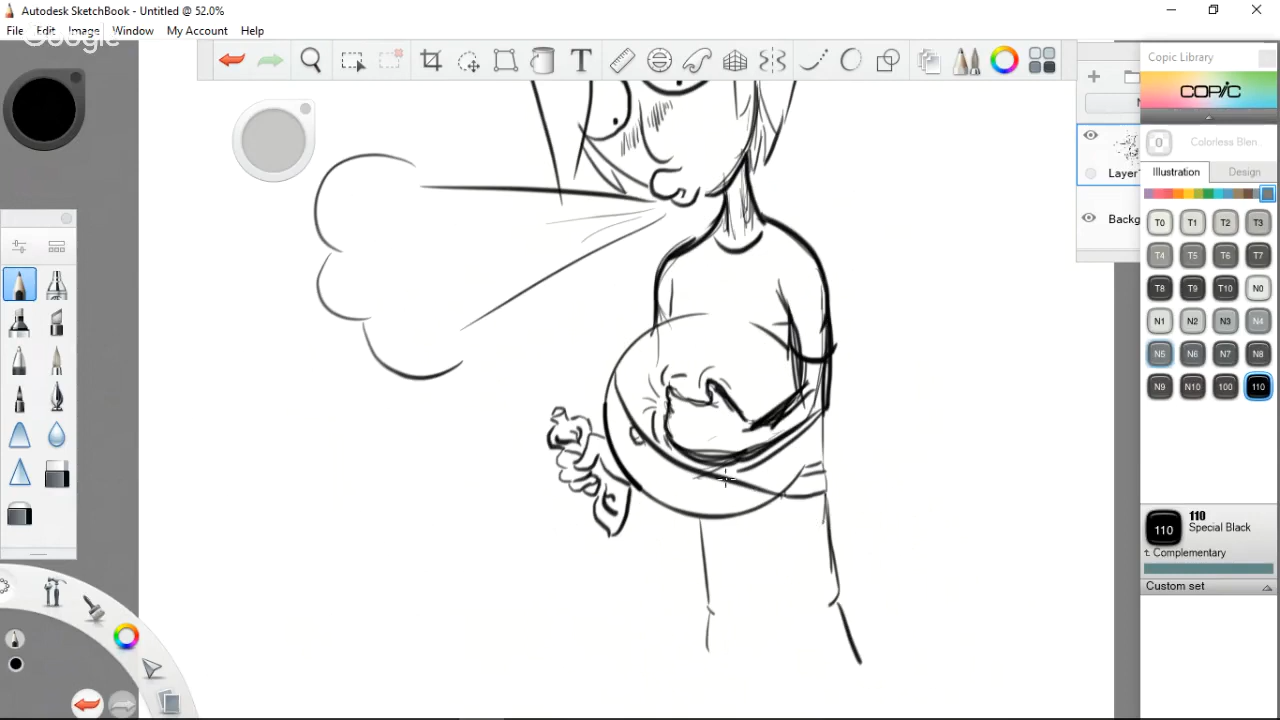 Autodesk SketchBook - Untitled @ 52.0%
File Edit Image Window My Account Help
Google
T
Copic Library
COPIC
0 Colorless Blen
Illustration Design
Layer
Backg
T0 T1 T2 T3
T4 T5 T6 T7
T8 T9 T10 N0
N1 N2 N3 N4
N5 N6 N7 N8
N9 N10 100 110
110
110
Special Black
t. Complementary
Custom set